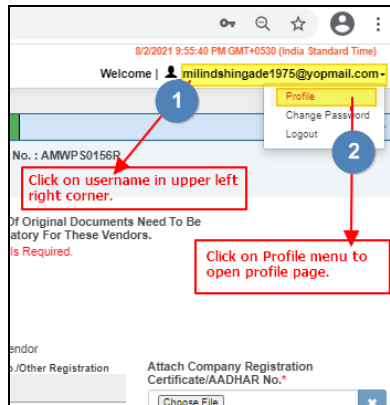 8/2/2021 9:55:40 PM GMT+0530 (India Standard Time)
Welcome | milindshingade1975@yopmail.com
Profile
Change Password
Logout
1
2
No. : AMWPS0156R
Click on username in upper left
right corner.
Of Original Documents Need To Be
atory For These Vendors.
Is Required.
Click on Profile menu to
open profile page.
endor
o./Other Registration
Attach Company Registration
Certificate/AADHAR No.*
Choose File
x